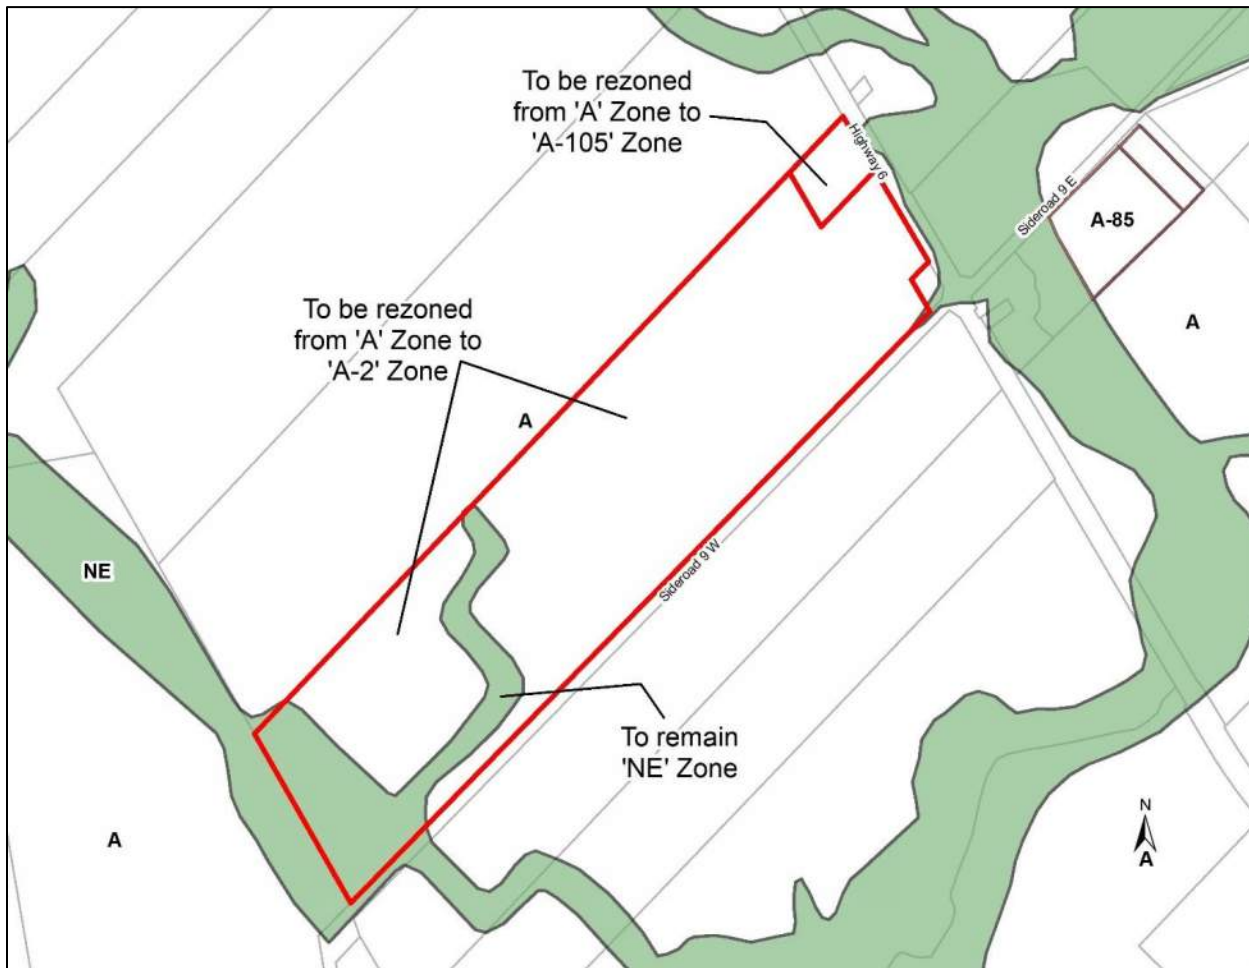 To be rezoned
from 'A' Zone to
'A-105' Zone
Highway 6
Sideroad 9 E
A-85
A
To be rezoned
from 'A' Zone to
'A-2' Zone
A
NE
Sideroad 9 W
To remain
'NE' Zone
A
N
A